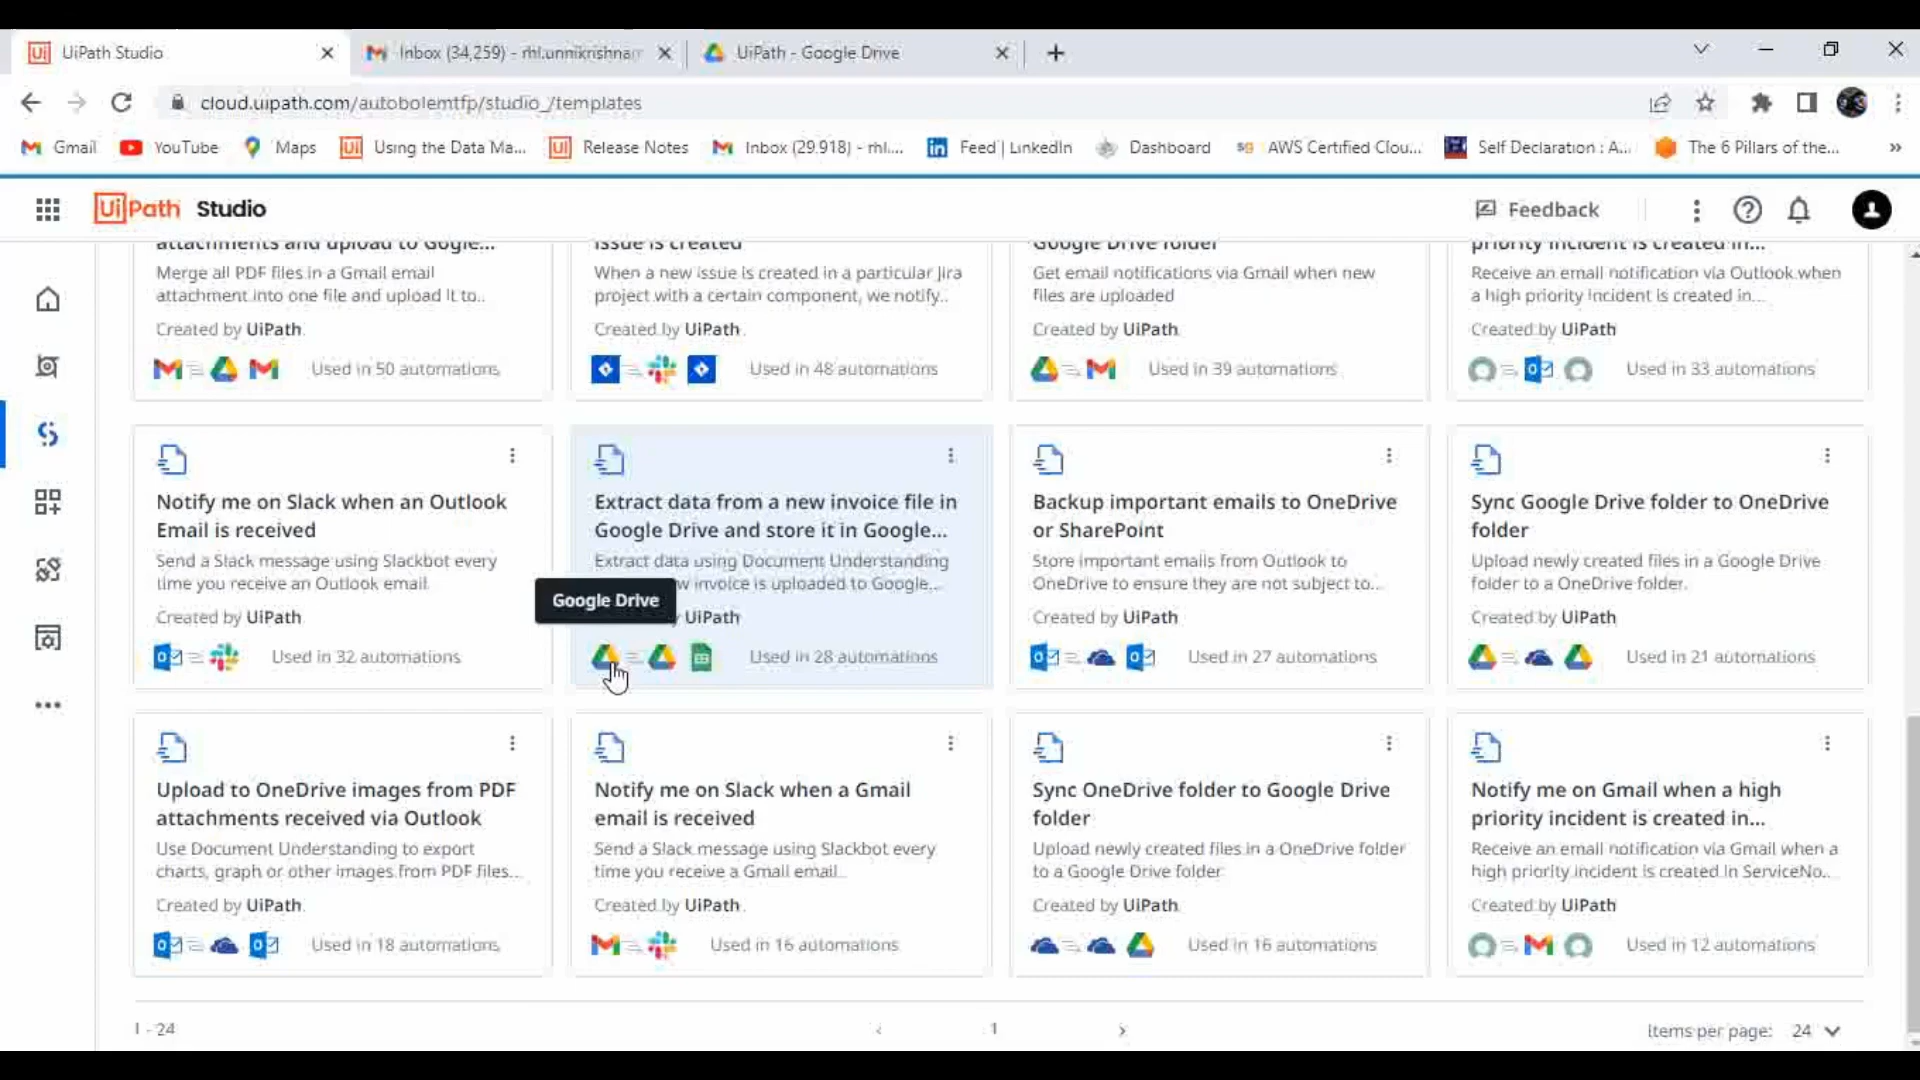 UiPath Studio
Inbox (34,259) - rhl.unnikrishnan
UiPath - Google Drive
cloud.uipath.com/autobolemtfp/studio_/templates
Gmail
YouTube
Maps
Using the Data Ma...
Release Notes
Inbox (29.918) - rhl....
Feed | LinkedIn
Dashboard
AWS Certified Clou...
Self Declaration : A...
The 6 Pillars of the...
UiPath Studio
Feedback
attachments and upload to Gogle...
Merge all PDF files in a Gmail email
attachment into one file and upload it to..
Created by UiPath
Used in 50 automations
issue is created
When a new issue is created in a particular Jira
project with a certain component, we notify..
Created by UiPath
Used in 48 automations
Google Drive folder
Get email notifications via Gmail when new
files are uploaded
Created by UiPath
Used in 39 automations
priority incident is created in...
Receive an email notification via Outlook when
a high priority incident is created in...
Created by UiPath
Used in 33 automations
Notify me on Slack when an Outlook
Email is received
Send a Slack message using Slackbot every
time you receive an Outlook email
Created by UiPath
Used in 32 automations
Extract data from a new invoice file in
Google Drive and store it in Google...
Extract data using Document Understanding
invoice is uploaded to Google...
Google Drive
UiPath
Used in 28 automations
Backup important emails to OneDrive
or SharePoint
Store important emails from Outlook to
OneDrive to ensure they are not subject to...
Created by UiPath
Used in 27 automations
Sync Google Drive folder to OneDrive
folder
Upload newly created files in a Google Drive
folder to a OneDrive folder.
Created by UiPath
Used in 21 automations
Upload to OneDrive images from PDF
attachments received via Outlook
Use Document Understanding to export
charts, graph or other images from PDF files...
Created by UiPath
Used in 18 automations
Notify me on Slack when a Gmail
email is received
Send a Slack message using Slackbot every
time you receive a Gmail email
Created by UiPath
Used in 16 automations
Sync OneDrive folder to Google Drive
folder
Upload newly created files in a OneDrive folder
to a Google Drive folder
Created by UiPath
Used in 16 automations
Notify me on Gmail when a high
priority incident is created in...
Receive an email notification via Gmail when a
high priority incident is created in ServiceNo...
Created by UiPath
Used in 12 automations
1 - 24
1
Items per page: 24